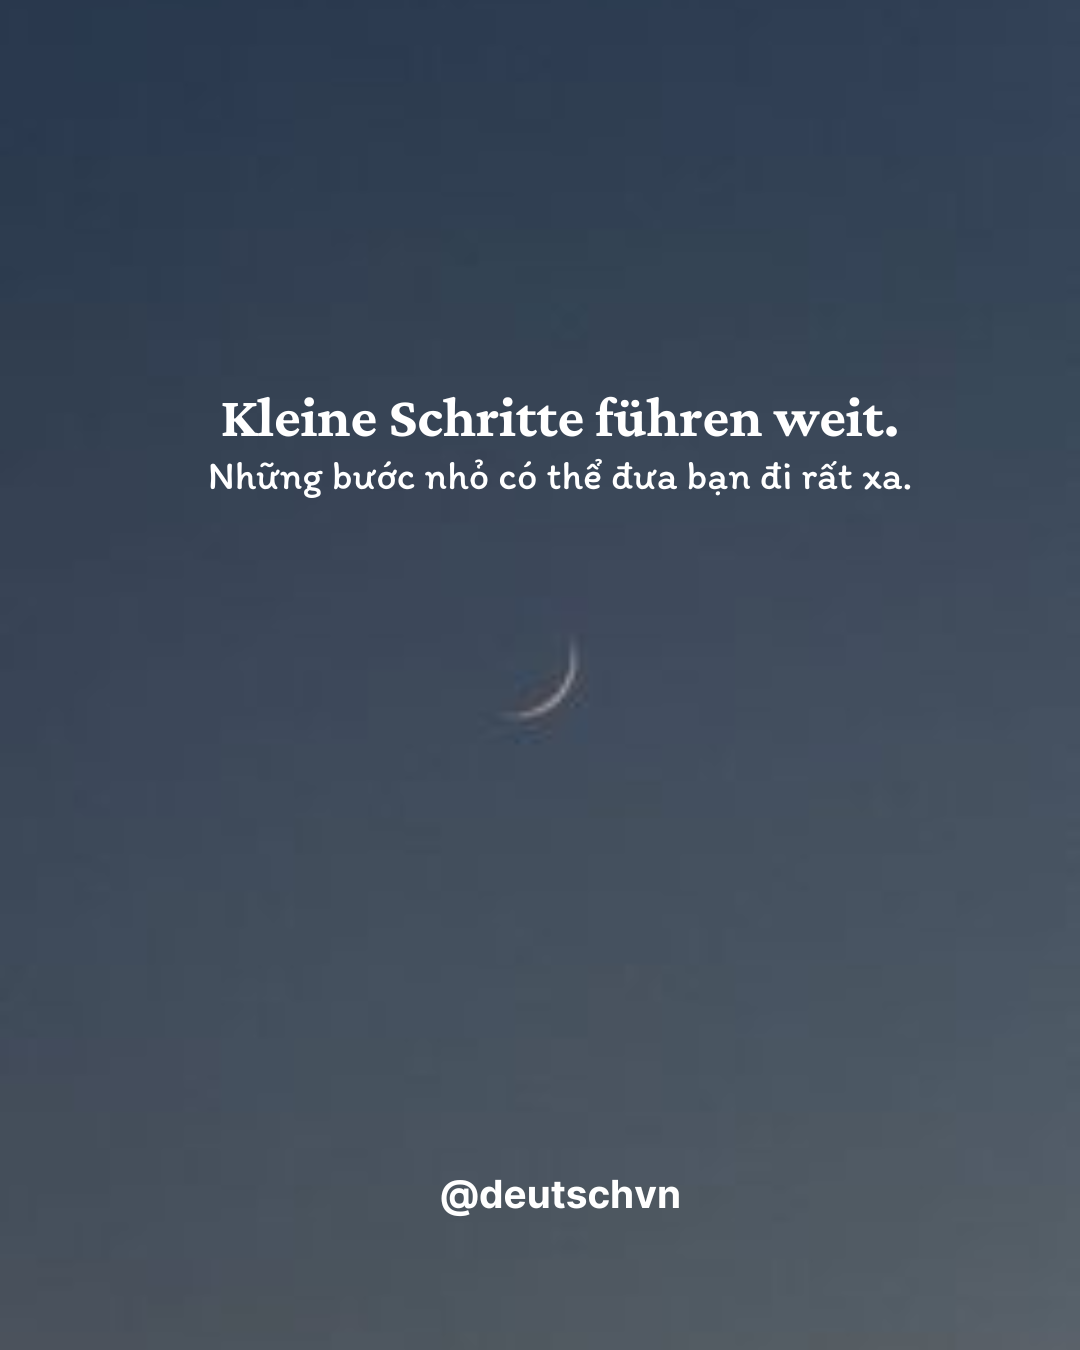 Kleine Schritte führen weit.
Những bước nhỏ có thể đưa bạn đi rất xa.
@deutschvn